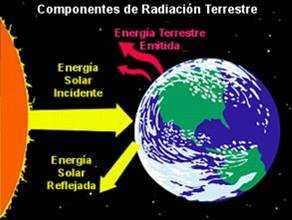 Componentes de Radiación Terrestre
Energía Terrestre
Emitida
Energía
Solar
Incidente
Energía
Solar
Reflejada